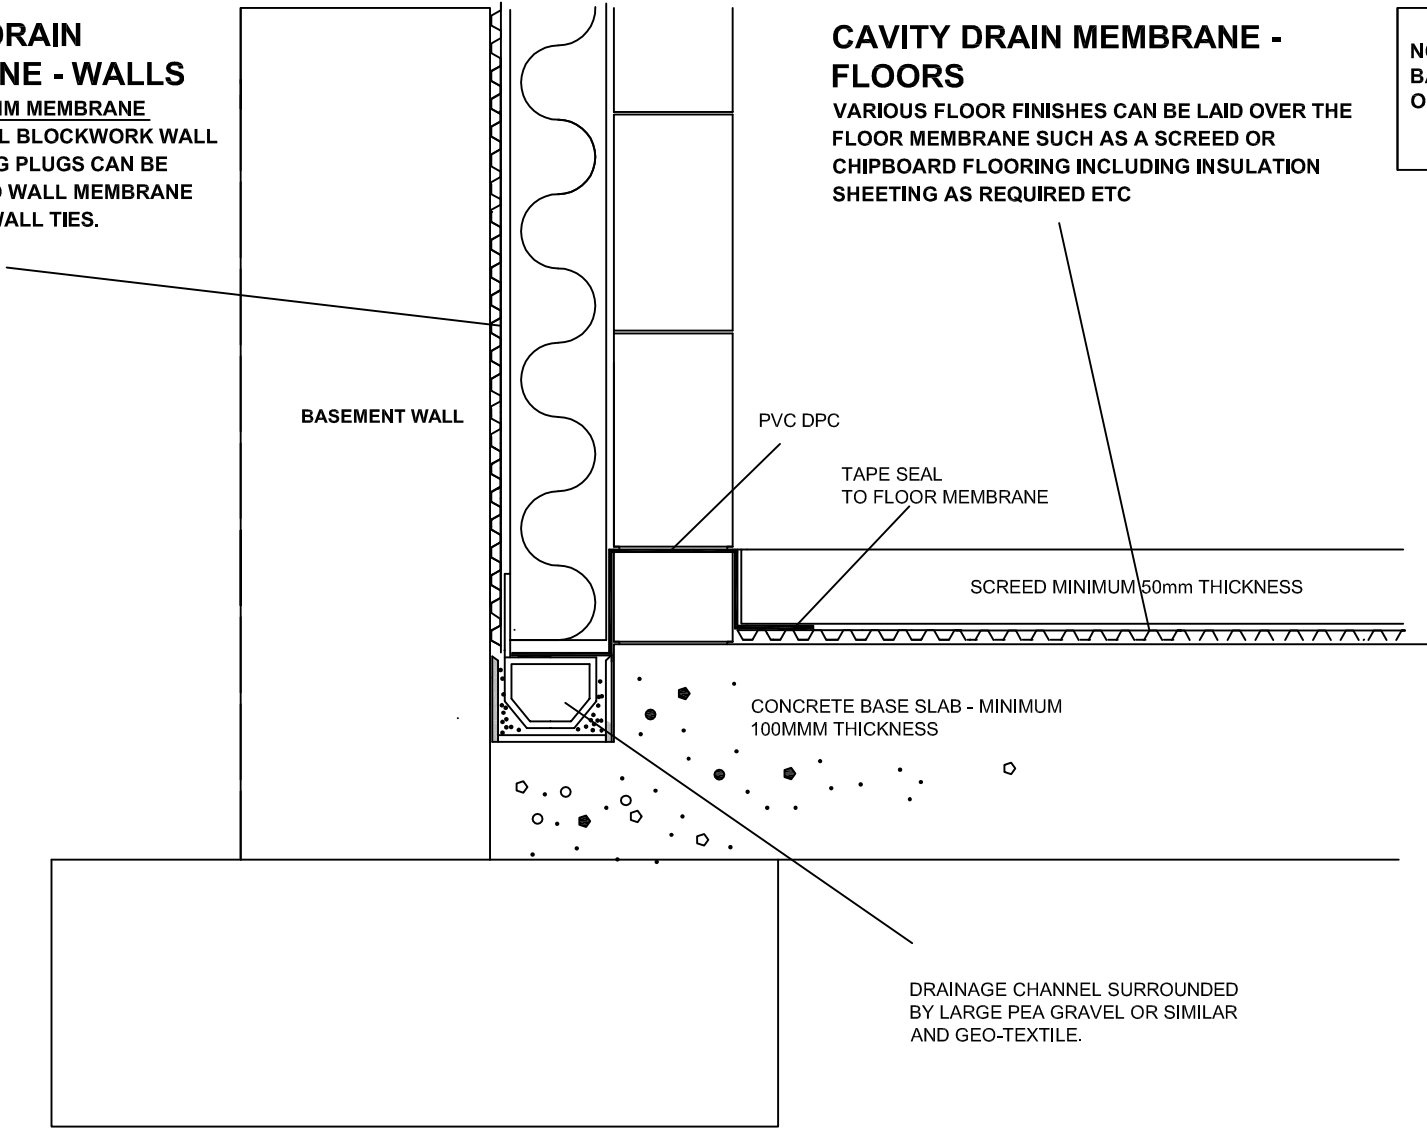 DRAIN
NE - WALLS
MM MEMBRANE
L BLOCKWORK WALL
G PLUGS CAN BE
WALL MEMBRANE
WALL TIES.
CAVITY DRAIN MEMBRANE -
FLOORS
VARIOUS FLOOR FINISHES CAN BE LAID OVER THE
FLOOR MEMBRANE SUCH AS A SCREED OR
CHIPBOARD FLOORING INCLUDING INSULATION
SHEETING AS REQUIRED ETC
BASEMENT WALL
PVC DPC
TAPE SEAL
TO FLOOR MEMBRANE
SCREED MINIMUM 50mm THICKNESS
CONCRETE BASE SLAB - MINIMUM
100MMM THICKNESS
DRAINAGE CHANNEL SURROUNDED
BY LARGE PEA GRAVEL OR SIMILAR
AND GEO-TEXTILE.